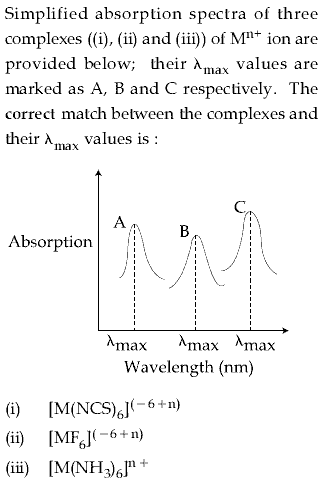 Simplified absorption spectra of three
complexes ((i), (ii) and (iii)) of Mⁿ⁺ ion are
provided below; their λmax values are
marked as A, B and C respectively. The
correct match between the complexes and
their λmax values is :
A
B
C
Absorption
λmax λmax λmax
Wavelength (nm)
(i) [M(NCS)₆]⁽⁻⁶⁺ⁿ⁾
(ii) [MF₆]⁽⁻⁶⁺ⁿ⁾
(iii) [M(NH₃)₆]ⁿ⁺